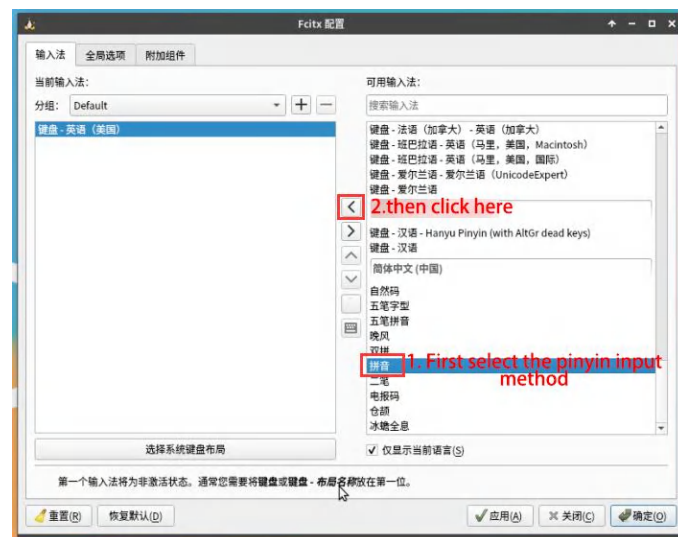 Fcitx 配置
输入法 全局选项 附加组件
当前输入法:
分组: Default
键盘 - 英语（美国）
可用输入法:
搜索输入法
键盘 - 法语（加拿大） - 英语（加拿大）
键盘 - 班巴拉语 - 英语（马里，美国，Macintosh）
键盘 - 班巴拉语 - 英语（马里，美国，国际）
键盘 - 爱尔兰语 - 爱尔兰语（UnicodeExpert）
键盘 - 爱尔兰语
2.then click here
键盘 - 汉语 - Hanyu Pinyin (with AltGr dead keys)
键盘 - 汉语
简体中文 (中国)
自然码
五笔字型
五笔拼音
晚风
双拼
拼音
1. First select the pinyin input
method
二笔
电报码
仓颉
冰蟾全息
选择系统键盘布局
仅显示当前语言(S)
第一个输入法将为非激活状态。通常您需要将键盘或键盘 - 布局名称放在第一位。
重置(R) 恢复默认(D) 应用(A) 关闭(C) 确定(O)